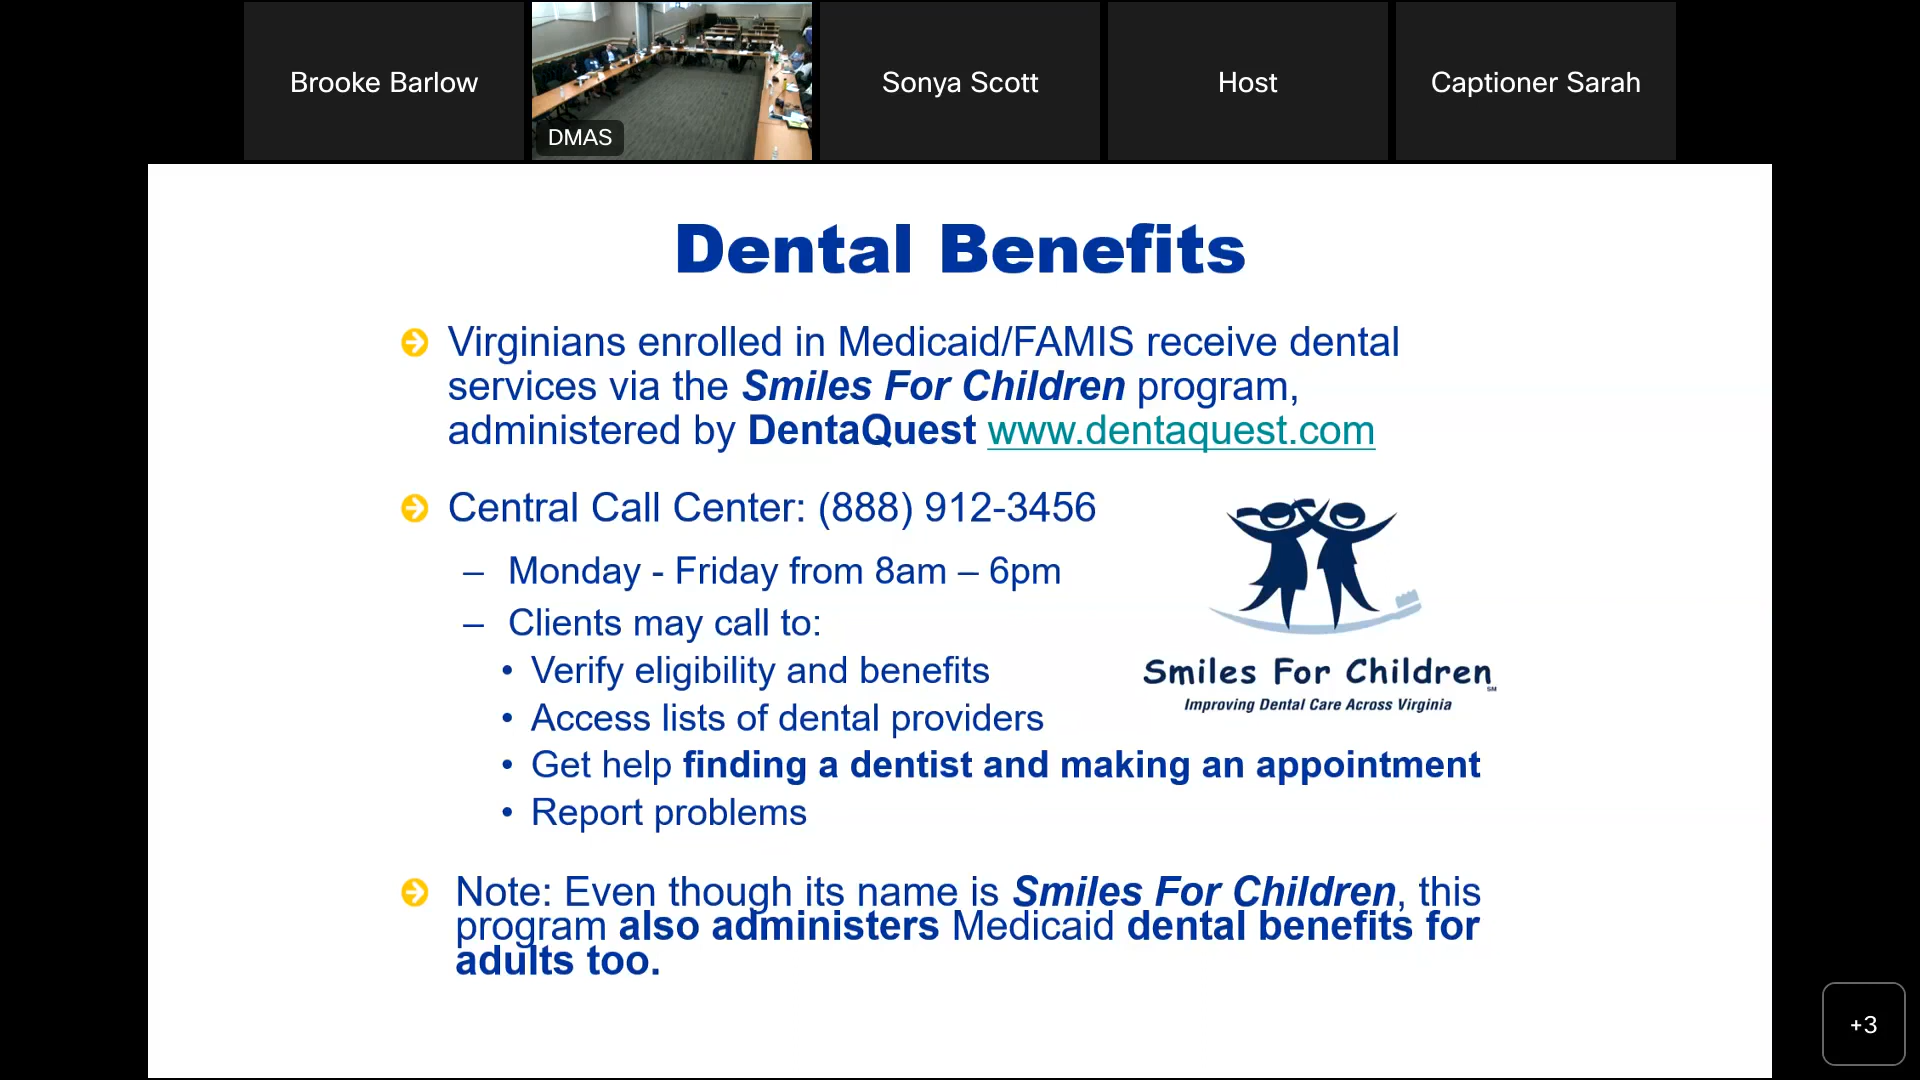 Brooke Barlow
DMAS
Sonya Scott
Host
Captioner Sarah
Dental Benefits
Virginians enrolled in Medicaid/FAMIS receive dental
services via the Smiles For Children program,
administered by DentaQuest www.dentaquest.com
Central Call Center: (888) 912-3456
– Monday - Friday from 8am – 6pm
– Clients may call to:
• Verify eligibility and benefits
• Access lists of dental providers
• Get help finding a dentist and making an appointment
• Report problems
Smiles For Children SM
Improving Dental Care Across Virginia
Note: Even though its name is Smiles For Children, this
program also administers Medicaid dental benefits for
adults too.
+3